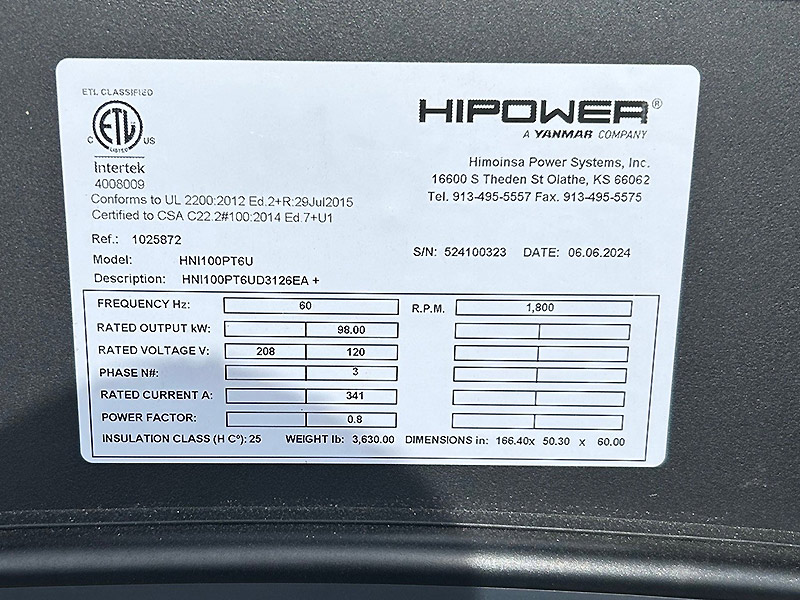 ETL CLASSIFIED
C ETL US
LISTED
Intertek
4008009
Conforms to UL 2200:2012 Ed.2+R:29Jul2015
Certified to CSA C22.2#100:2014 Ed.7+U1
HIPOWER®
A YANMAR COMPANY
Himoinsa Power Systems, Inc.
16600 S Theden St Olathe, KS 66062
Tel. 913-495-5557 Fax. 913-495-5575
Ref.: 1025872
Model: HNI100PT6U
S/N: 524100323 DATE: 06.06.2024
Description: HNI100PT6UD3126EA +
FREQUENCY Hz: 60 R.P.M. 1,800
RATED OUTPUT kW: 98.00
RATED VOLTAGE V: 208 120
PHASE N#: 3
RATED CURRENT A: 341
POWER FACTOR: 0.8
INSULATION CLASS (H Cº): 25 WEIGHT lb: 3,630.00 DIMENSIONS in: 166.40x 50.30 x 60.00